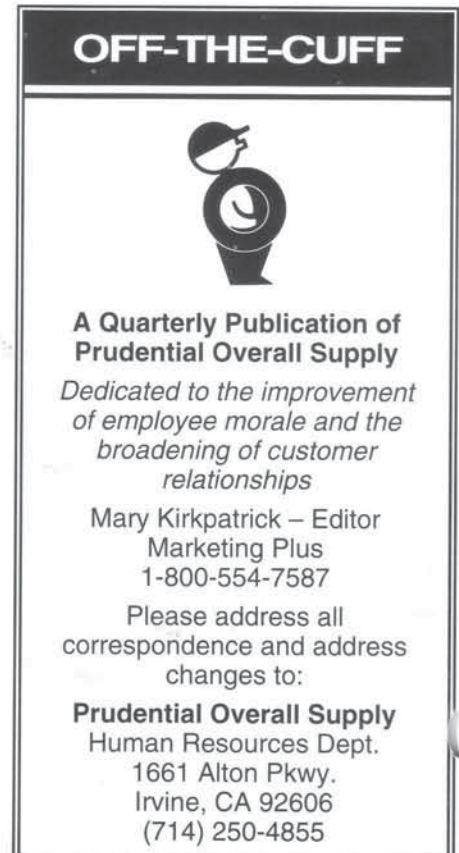 OFF-THE-CUFF
A Quarterly Publication of
Prudential Overall Supply
Dedicated to the improvement
of employee morale and the
broadening of customer
relationships
Mary Kirkpatrick – Editor
Marketing Plus
1-800-554-7587
Please address all
correspondence and address
changes to:
Prudential Overall Supply
Human Resources Dept.
1661 Alton Pkwy.
Irvine, CA 92606
(714) 250-4855